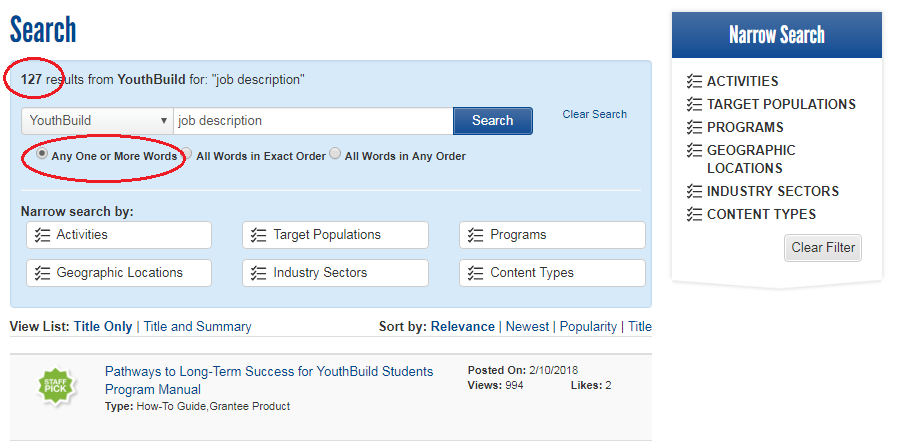 Search
127 results from YouthBuild for: "job description"
YouthBuild job description Search Clear Search
Any One or More Words All Words in Exact Order All Words in Any Order
Narrow search by:
Activities Target Populations Programs
Geographic Locations Industry Sectors Content Types
View List: Title Only | Title and Summary Sort by: Relevance | Newest | Popularity | Title
STAFF
PICK
Pathways to Long-Term Success for YouthBuild Students
Program Manual
Type: How-To Guide,Grantee Product
Posted On: 2/10/2018
Views: 994 Likes: 2
Narrow Search
ACTIVITIES
TARGET POPULATIONS
PROGRAMS
GEOGRAPHIC
LOCATIONS
INDUSTRY SECTORS
CONTENT TYPES
Clear Filter